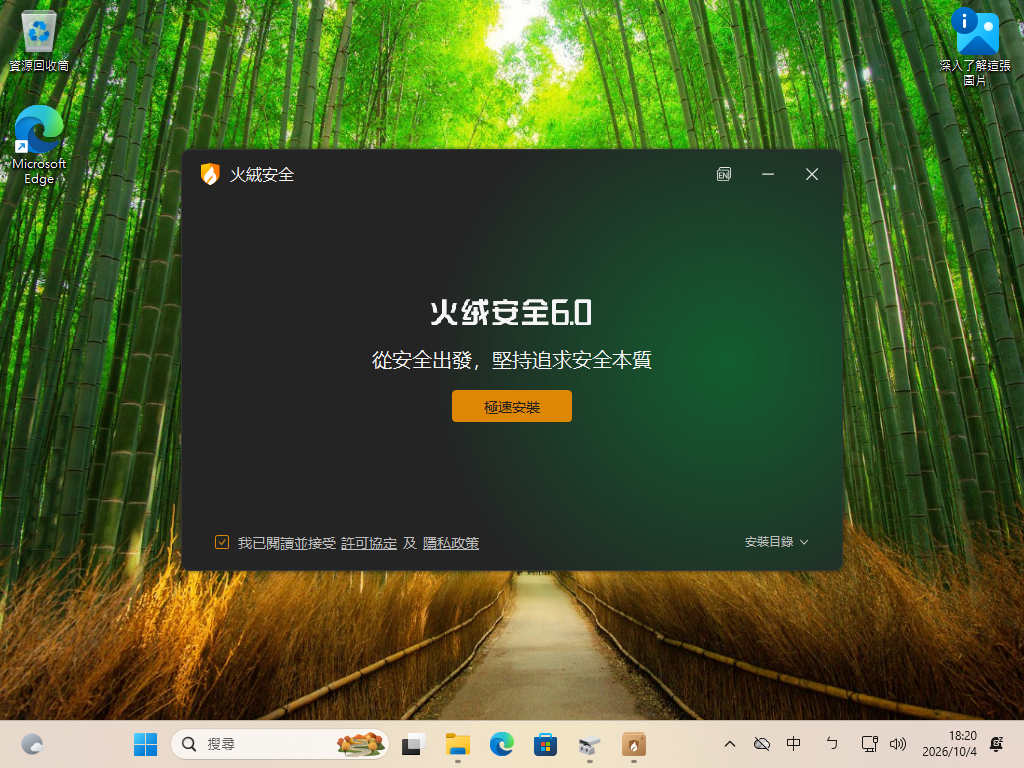 資源回收筒
Microsoft
Edge
深入了解這張
圖片
火絨安全
EN
火绒安全6.0
從安全出發，堅持追求安全本質
極速安裝
我已閱讀並接受 許可協定 及 隱私政策
安裝目錄
搜尋
中
ㄅ
18:20
2026/10/4